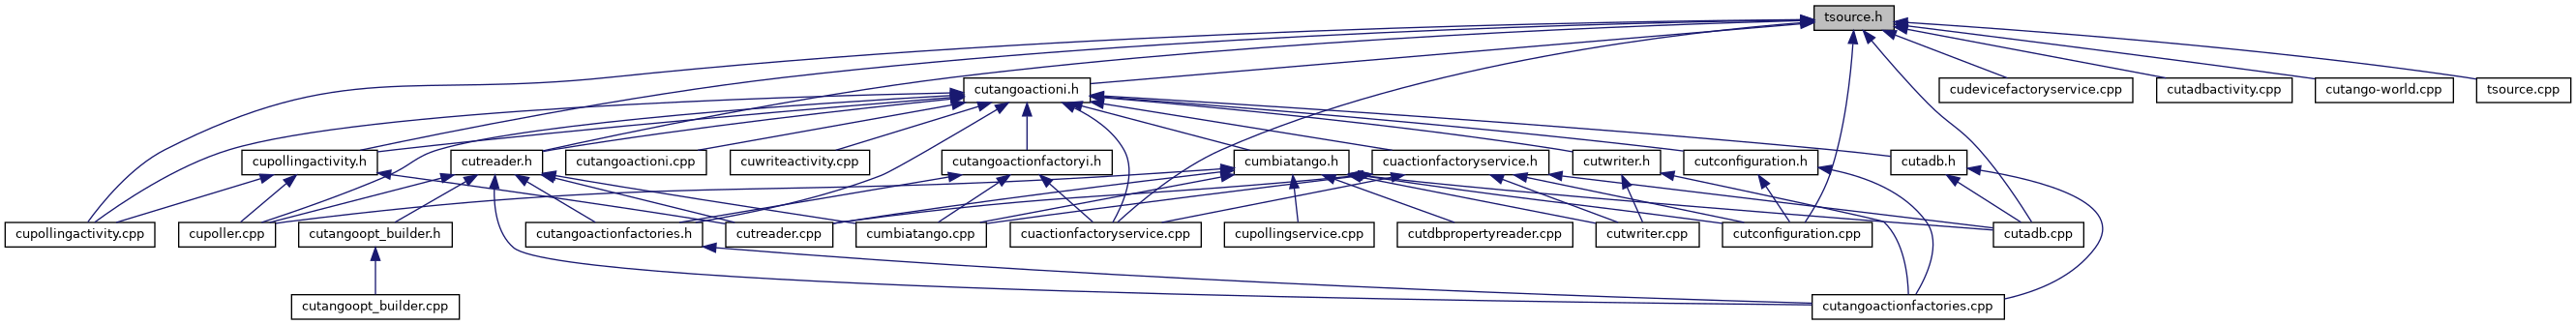 tsource.h
cutangoactioni.h
cudevicefactoryservice.cpp
cutadbactivity.cpp
cutango-world.cpp
tsource.cpp
cupollingactivity.h
cutreader.h
cutangoactioni.cpp
cuwriteactivity.cpp
cutangoactionfactoryi.h
cumbiatango.h
cuactionfactoryservice.h
cutwriter.h
cutconfiguration.h
cutadb.h
cupollingactivity.cpp
cupoller.cpp
cutangoopt_builder.h
cutangoactionfactories.h
cutreader.cpp
cumbiatango.cpp
cuactionfactoryservice.cpp
cupollingservice.cpp
cutdbpropertyreader.cpp
cutwriter.cpp
cutconfiguration.cpp
cutadb.cpp
cutangoopt_builder.cpp
cutangoactionfactories.cpp